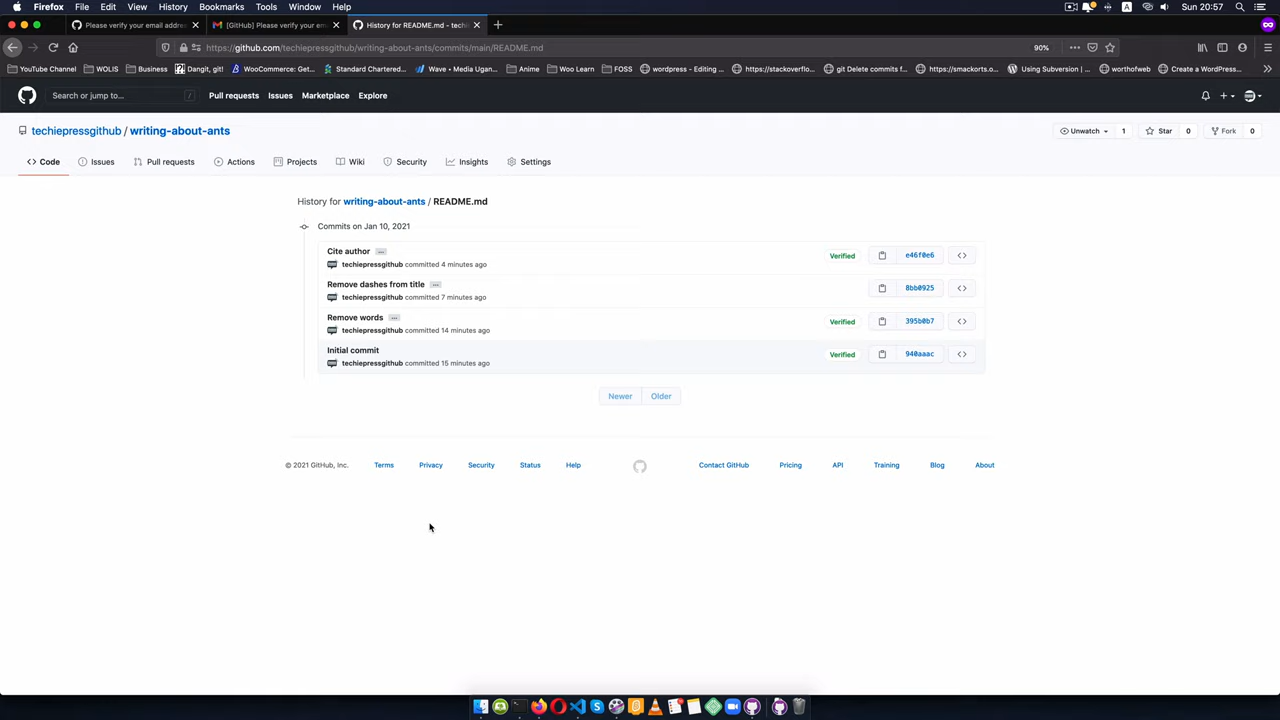 Firefox File Edit View History Bookmarks Tools Window Help A Sun 20:57
Please verify your email addre [GitHub] Please verify your em History for README.md - techi
https://github.com/techiepressgithub/writing-about-ants/commits/main/README.md 90%
YouTube Channel WOLIS Business Dangit, git! WooCommerce: Get... Standard Chartered... Wave • Media Ugan... Anime Woo Learn FOSS wordpress - Editing ... https://stackoverflo... git Delete commits f... https://smackorts.o... Using Subversion | ... worthofweb Create a WordPress...
Search or jump to... / Pull requests Issues Marketplace Explore
techiepressgithub / writing-about-ants Unwatch 1 Star 0 Fork 0
Code Issues Pull requests Actions Projects Wiki Security Insights Settings
History for writing-about-ants / README.md
Commits on Jan 10, 2021
Cite author ...
techiepressgithub committed 4 minutes ago Verified e46f0e6
Remove dashes from title ...
techiepressgithub committed 7 minutes ago 8bb0925
Remove words ...
techiepressgithub committed 14 minutes ago Verified 395b0b7
Initial commit
techiepressgithub committed 15 minutes ago Verified 940aaac
Newer Older
© 2021 GitHub, Inc. Terms Privacy Security Status Help Contact GitHub Pricing API Training Blog About